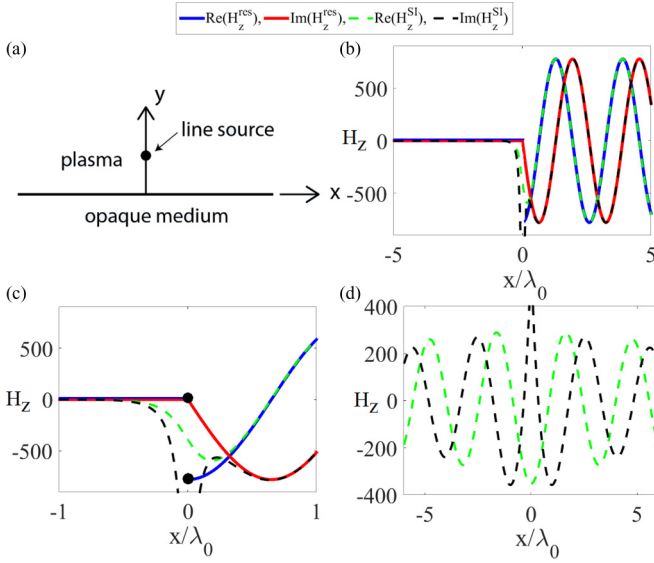 Re(H_z^res), Im(H_z^res) Re(H_z^SI), Im(H_z^SI)
(a)
y
line source
plasma
x
opaque medium
(b)
500
H_z 0
-500
-5 0 5
x/λ_0
(c)
500
H_z 0
-500
-1 0 1
x/λ_0
(d)
400
200
H_z 0
-200
-400
-5 0 5
x/λ_0